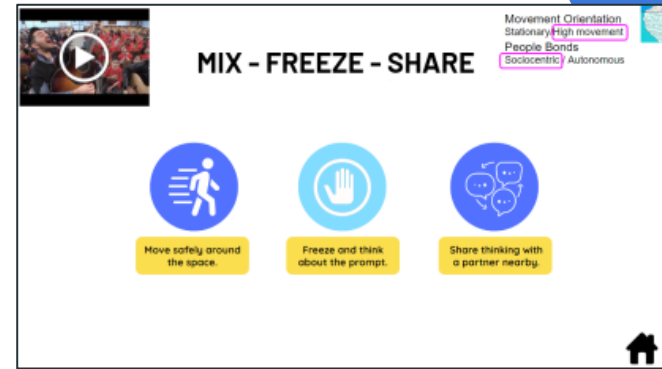 Movement Orientation
Stationary/High movement
People Bonds
Sociocentric / Autonomous
MIX - FREEZE - SHARE
Move safely around
the space.
Freeze and think
about the prompt.
Share thinking with
a partner nearby.